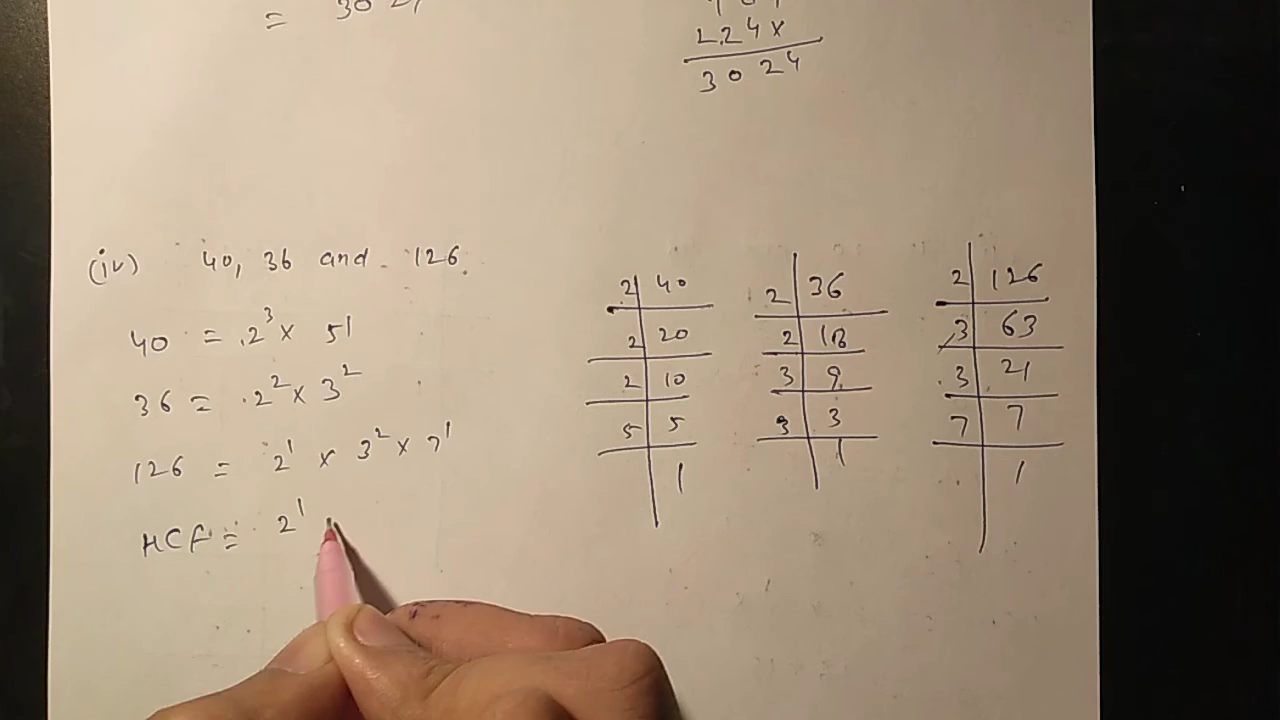 = 3024
224x
3024
(iv) 40, 36 and 126.
40 = 2³ x 5¹
36 = 2² x 3²
126 = 2¹ x 3² x 7¹
HCF = 2¹
2 40
2 20
2 10
5 5
1
2 36
2 18
3 9
3 3
1
2 126
3 63
3 21
7 7
1